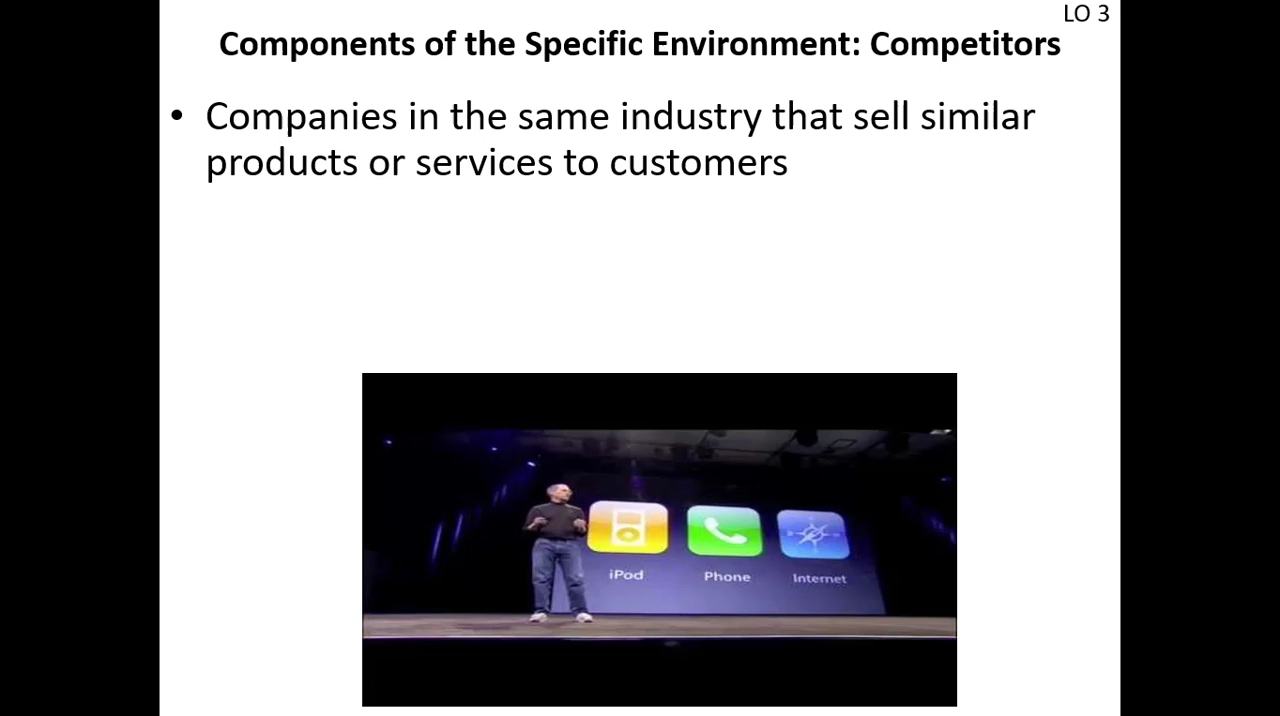 LO 3
Components of the Specific Environment: Competitors
• Companies in the same industry that sell similar
products or services to customers
iPod Phone Internet